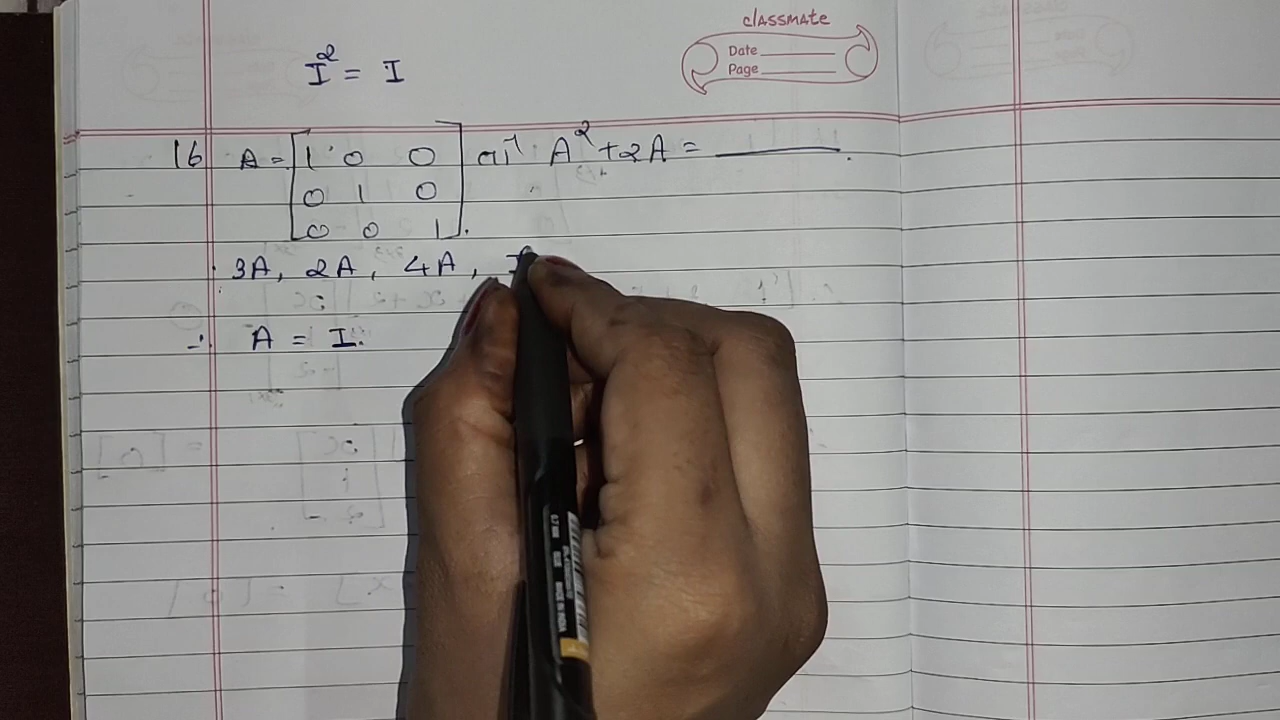 classmate
Date
Page
I² = I
16 A = [1 0 0 તો A² + 2A = ______.
0 1 0
0 0 1].
3A, 2A, 4A,
∴ A = I.